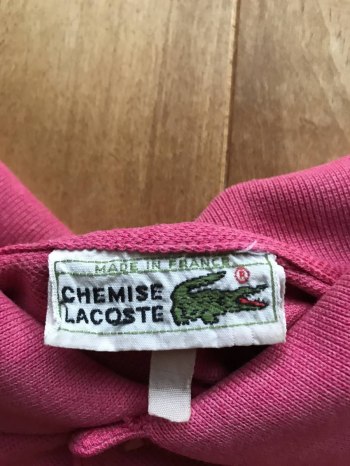 MADE IN FRANCE
®
CHEMISE
LACOSTE